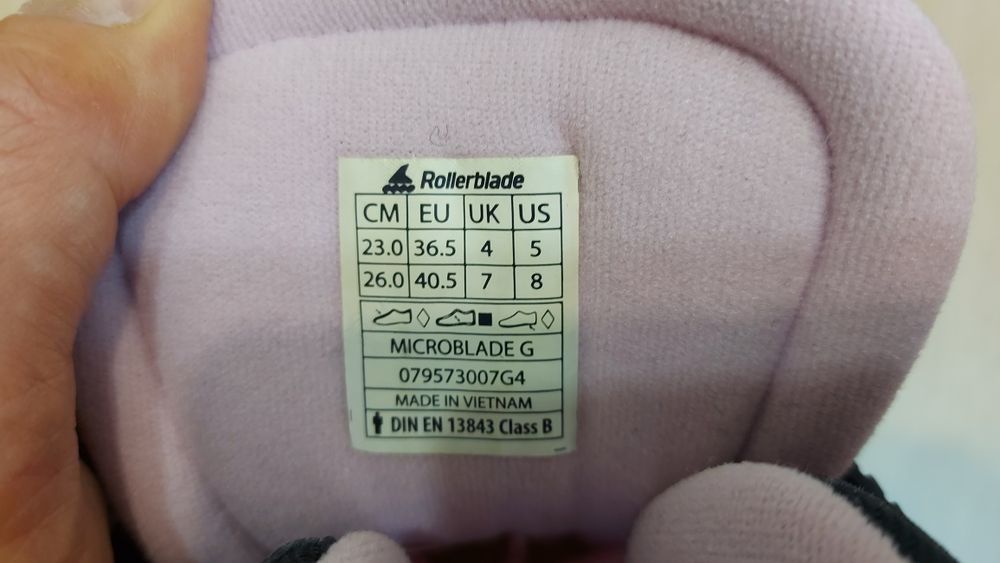 Rollerblade
CM EU UK US
23.0 36.5 4 5
26.0 40.5 7 8
MICROBLADE G
079573007G4
MADE IN VIETNAM
DIN EN 13843 Class B